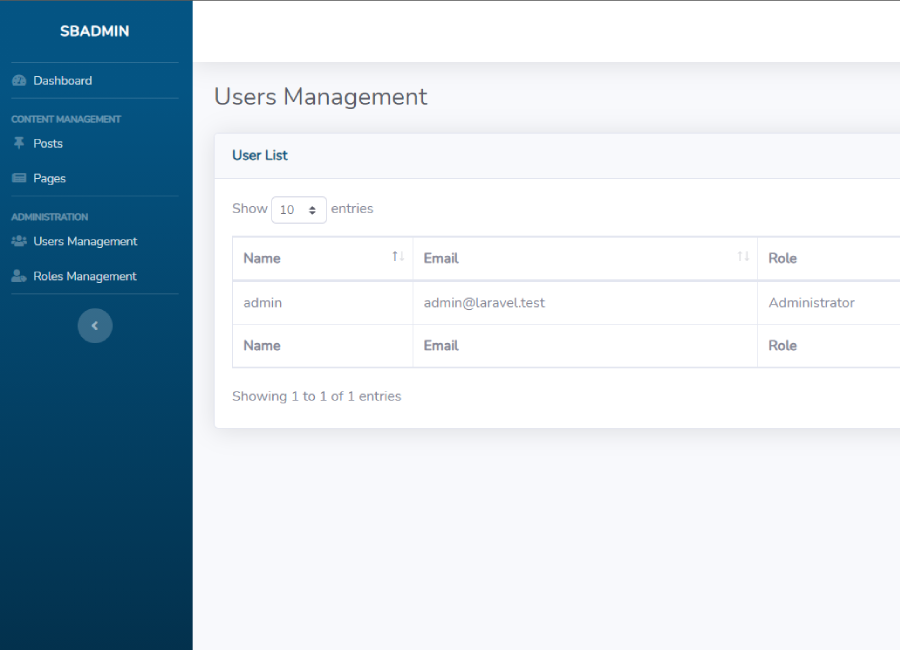 SBADMIN
Dashboard
CONTENT MANAGEMENT
Posts
Pages
ADMINISTRATION
Users Management
Roles Management
Users Management
User List
Show 10 entries
Name Email Role
admin admin@laravel.test Administrator
Name Email Role
Showing 1 to 1 of 1 entries